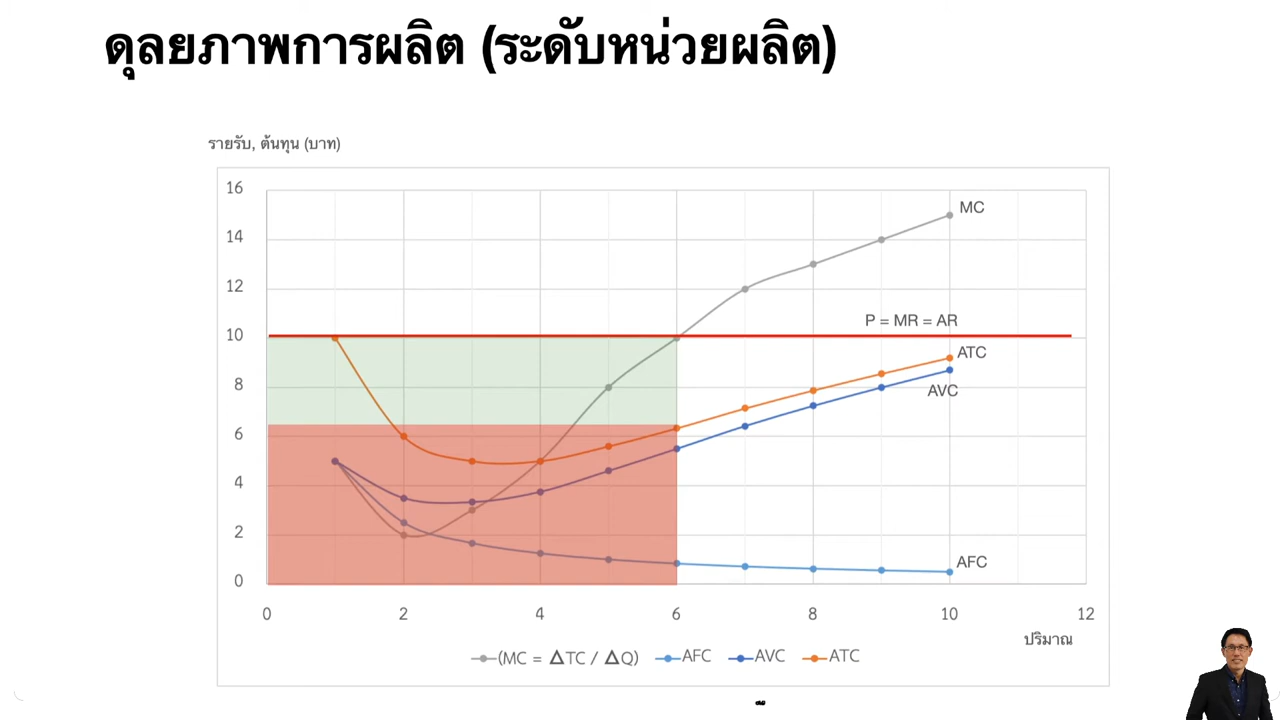 ดุลยภาพการผลิต (ระดับหน่วยผลิต)
รายรับ, ต้นทุน (บาท)
16
14
12
10
8
6
4
2
0
MC
P = MR = AR
ATC
AVC
AFC
0 2 4 6 8 10 12
ปริมาณ
(MC = ΔTC / ΔQ) AFC AVC ATC